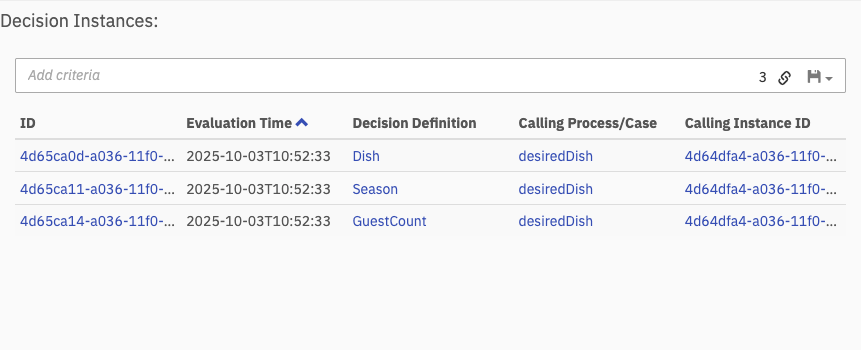 Decision Instances:
Add criteria 3
ID Evaluation Time Decision Definition Calling Process/Case Calling Instance ID
4d65ca0d-a036-11f0-... 2025-10-03T10:52:33 Dish desiredDish 4d64dfa4-a036-11f0-...
4d65ca11-a036-11f0-... 2025-10-03T10:52:33 Season desiredDish 4d64dfa4-a036-11f0-...
4d65ca14-a036-11f0-... 2025-10-03T10:52:33 GuestCount desiredDish 4d64dfa4-a036-11f0-...